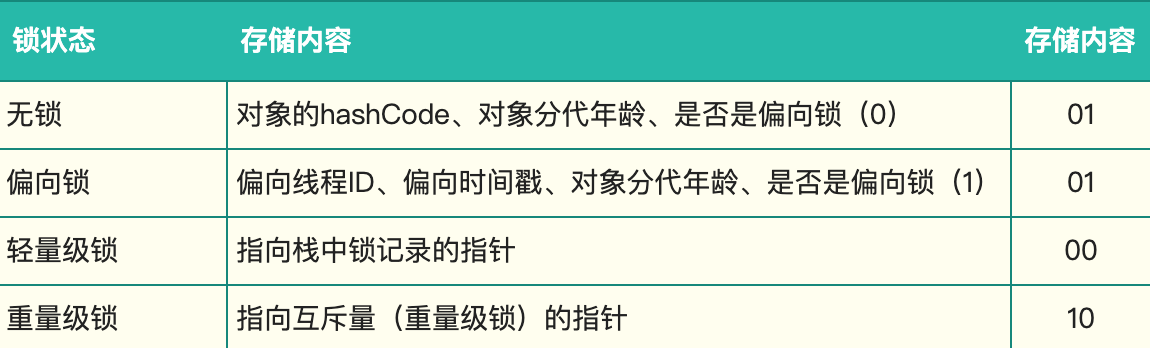 锁状态 存储内容 存储内容
无锁 对象的hashCode、对象分代年龄、是否是偏向锁（0） 01
偏向锁 偏向线程ID、偏向时间戳、对象分代年龄、是否是偏向锁（1） 01
轻量级锁 指向栈中锁记录的指针 00
重量级锁 指向互斥量（重量级锁）的指针 10